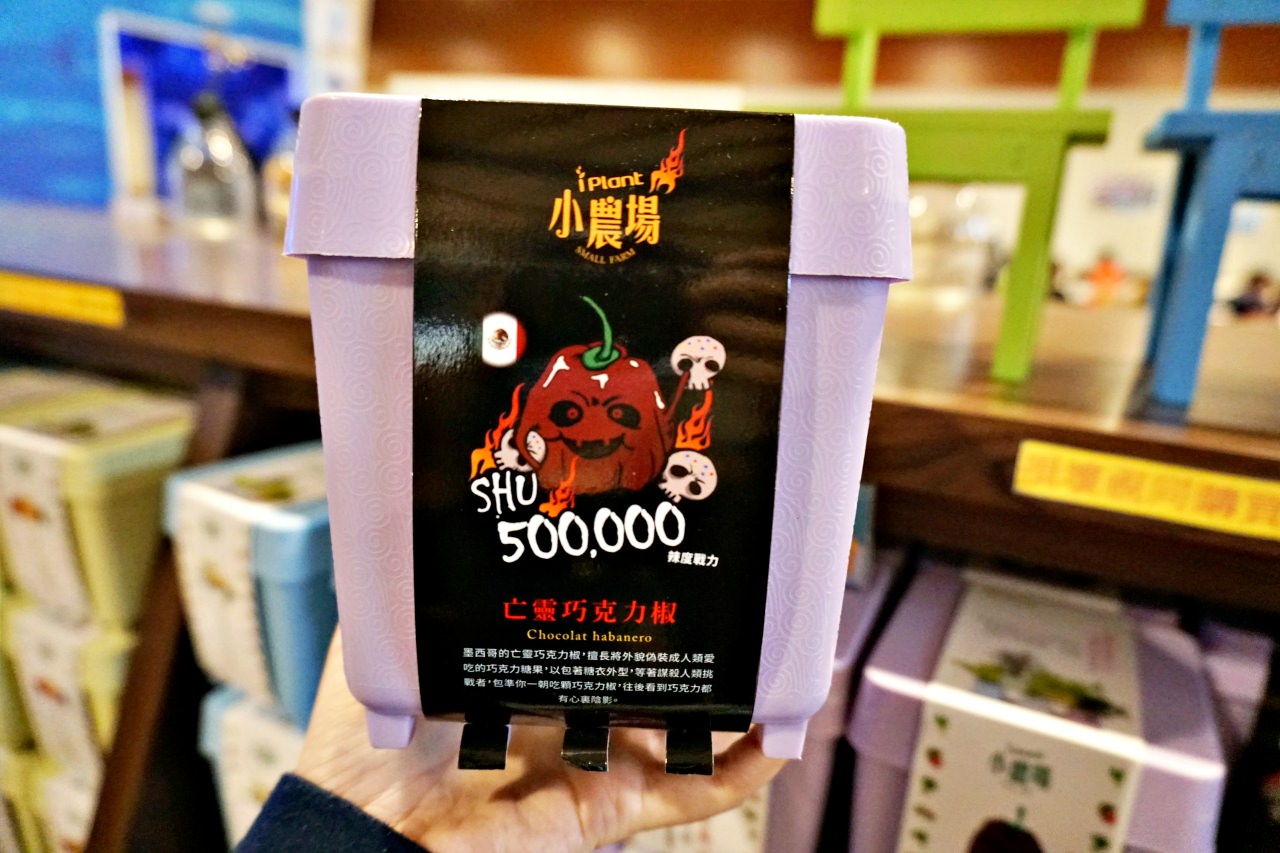 iPlant
小農場
SMALL FARM
SHU
500,000
辣度戰力
亡靈巧克力椒
Chocolat habanero
墨西哥的亡靈巧克力椒，擅長將外貌偽裝成人類愛
吃的巧克力糖果，以包著糖衣外型，等著謀殺人類挑
戰者，包準你一朝吃顆巧克力椒，往後看到巧克力都
有心裏陰影。
小農場